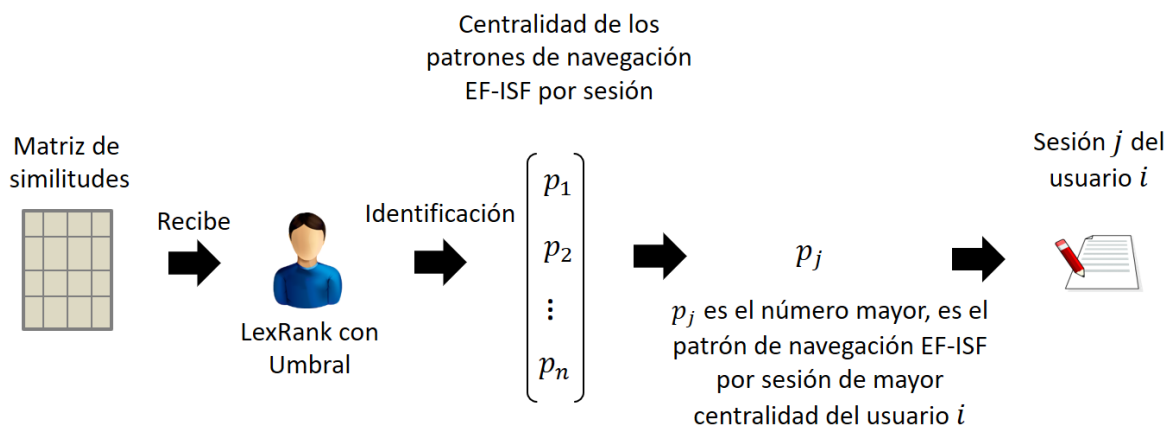 Centralidad de los
patrones de navegación
EF-ISF por sesión
Matriz de
similitudes
Recibe
LexRank con
Umbral
Identificación
p₁
p₂
⋮
pₙ
pⱼ
pⱼ es el número mayor, es el
patrón de navegación EF-ISF
por sesión de mayor
centralidad del usuario i
Sesión j del
usuario i